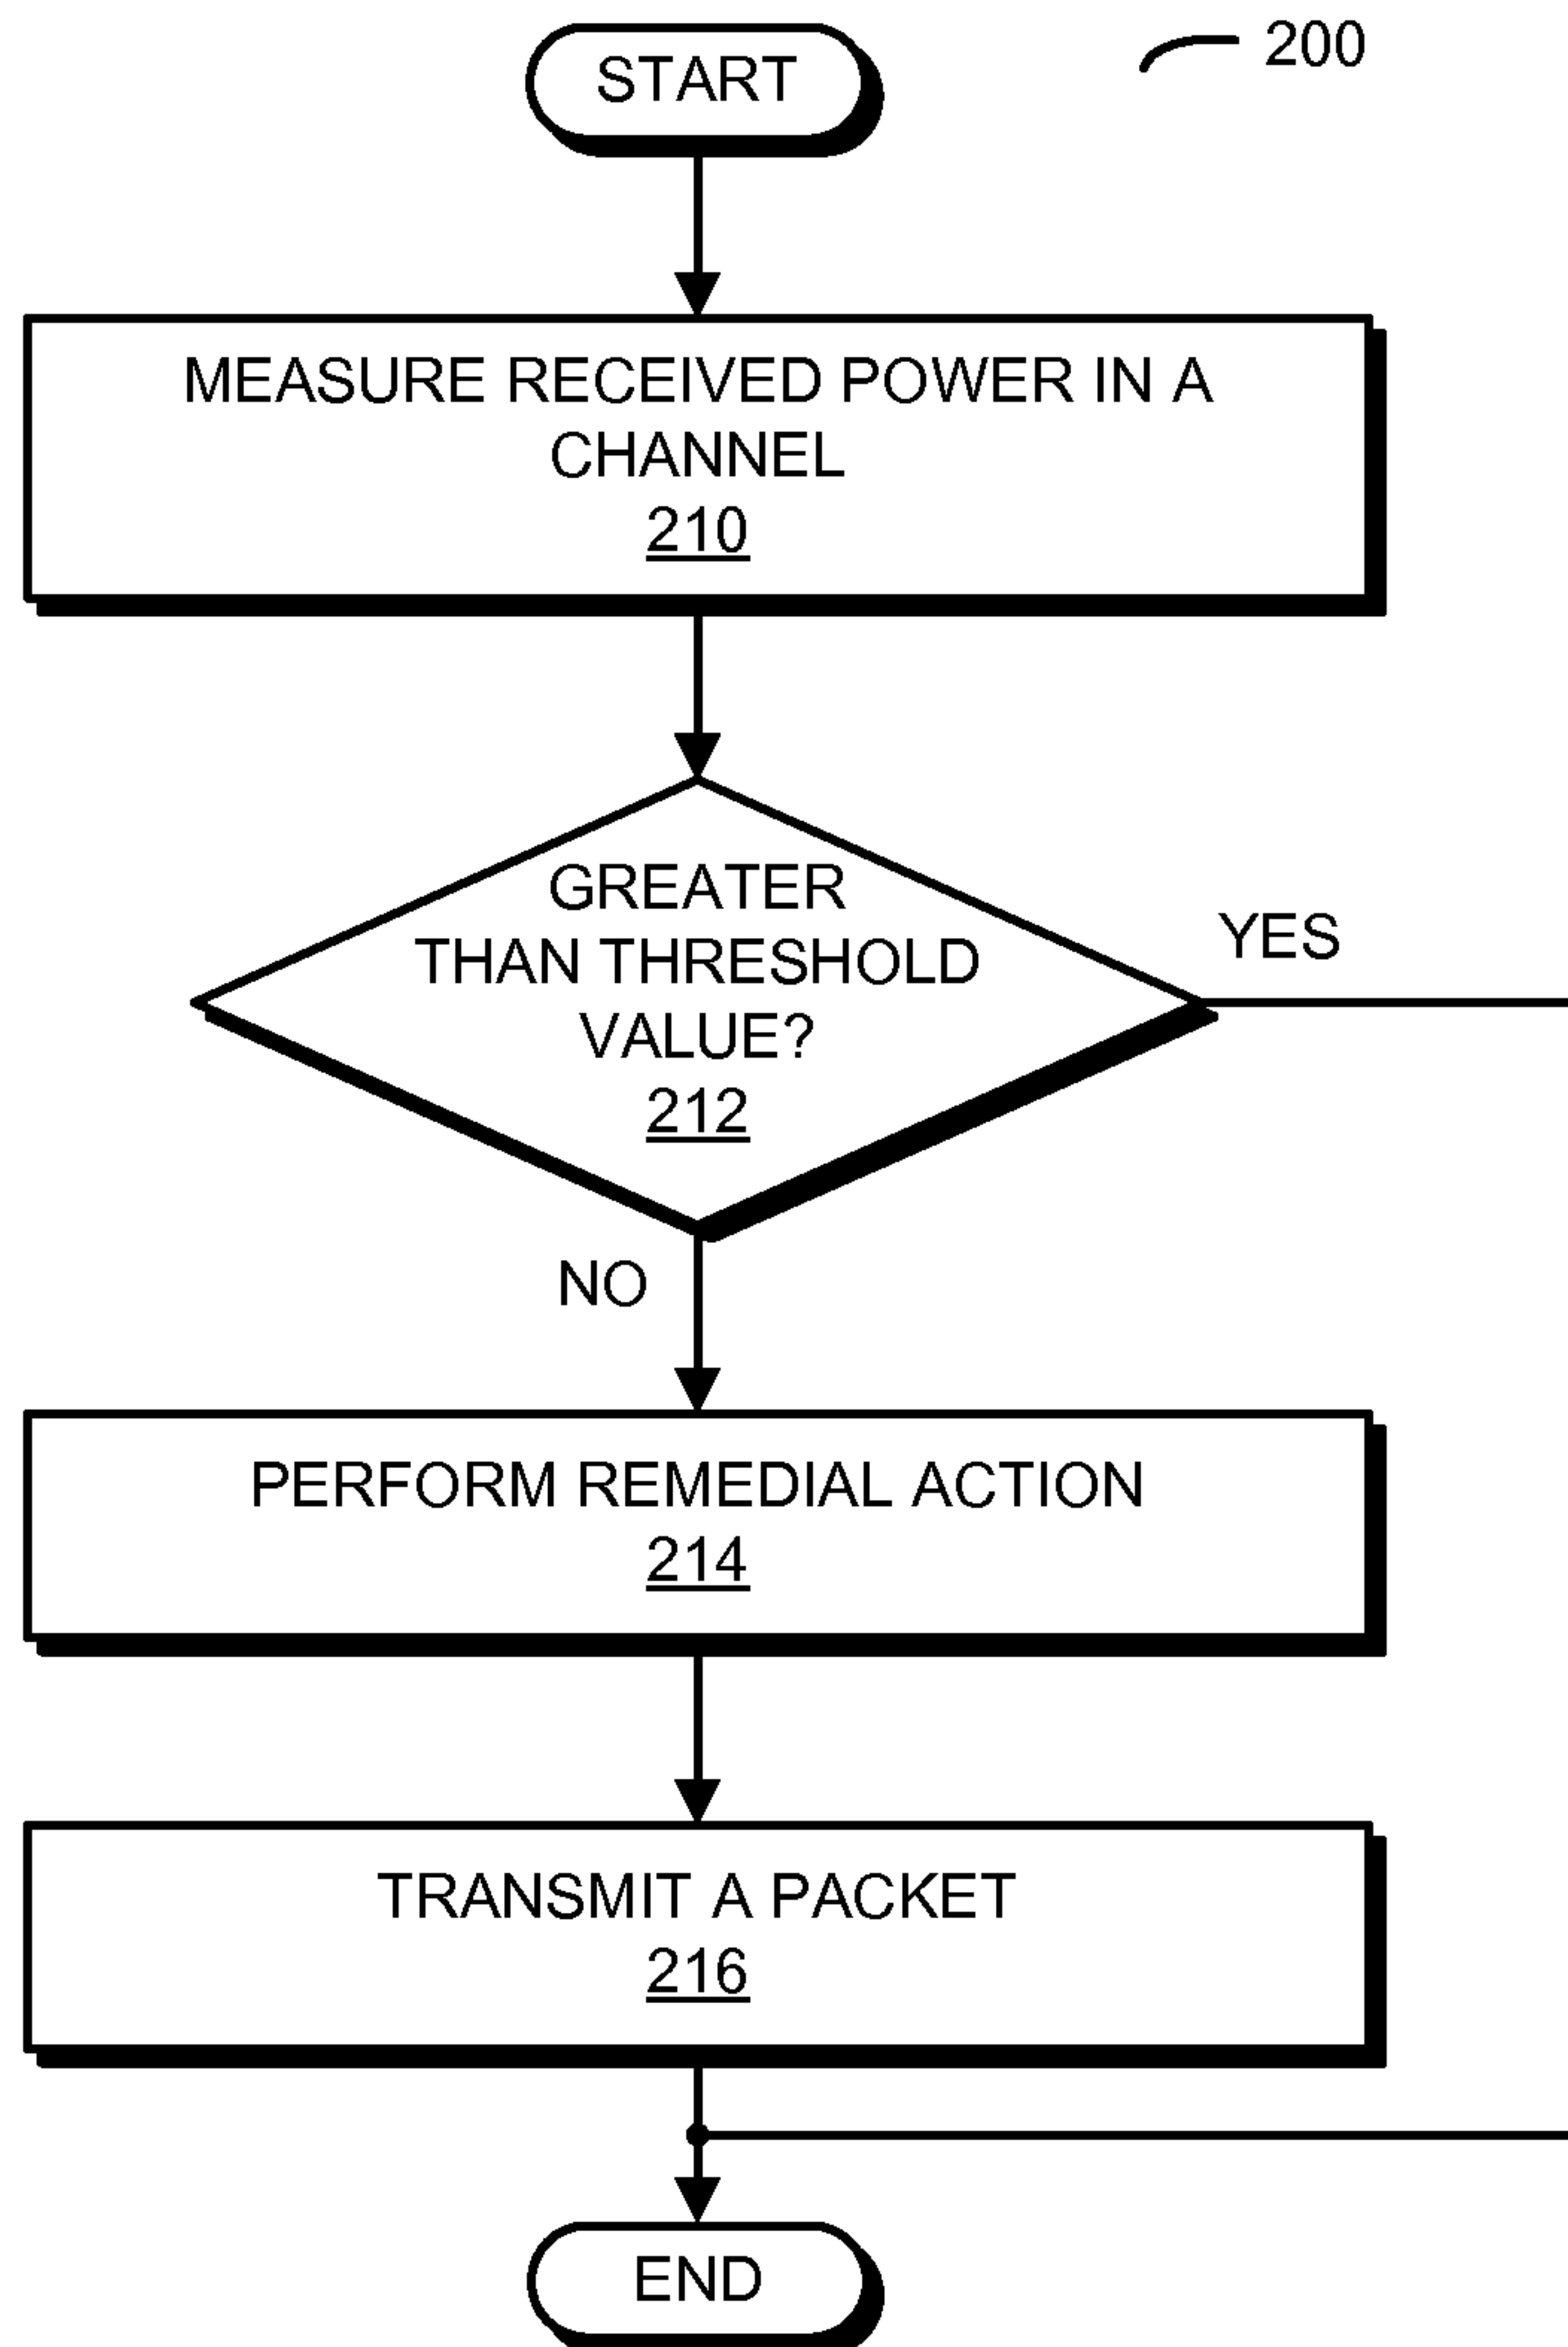 START
200
MEASURE RECEIVED POWER IN A
CHANNEL
210
GREATER
THAN THRESHOLD
VALUE?
212
YES
NO
PERFORM REMEDIAL ACTION
214
TRANSMIT A PACKET
216
END